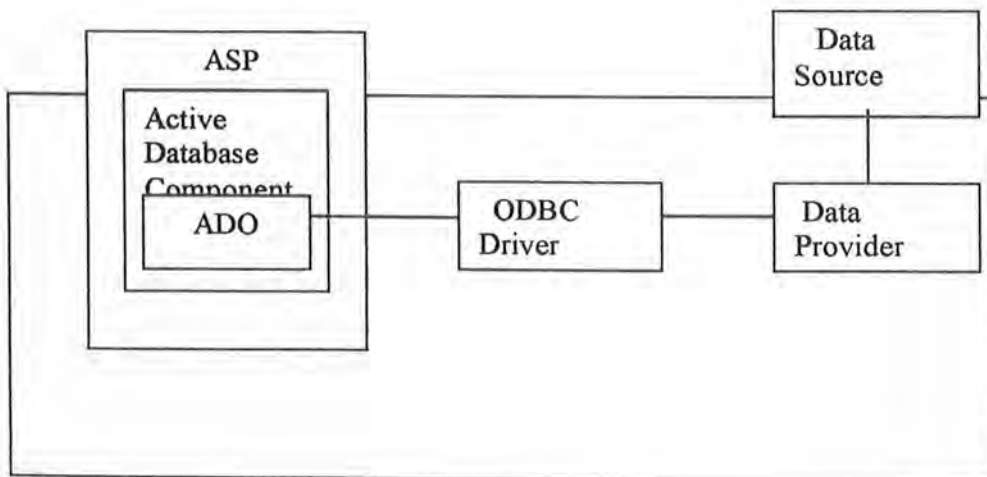 ASP
Active
Database
Component
ADO
ODBC
Driver
Data
Source
Data
Provider